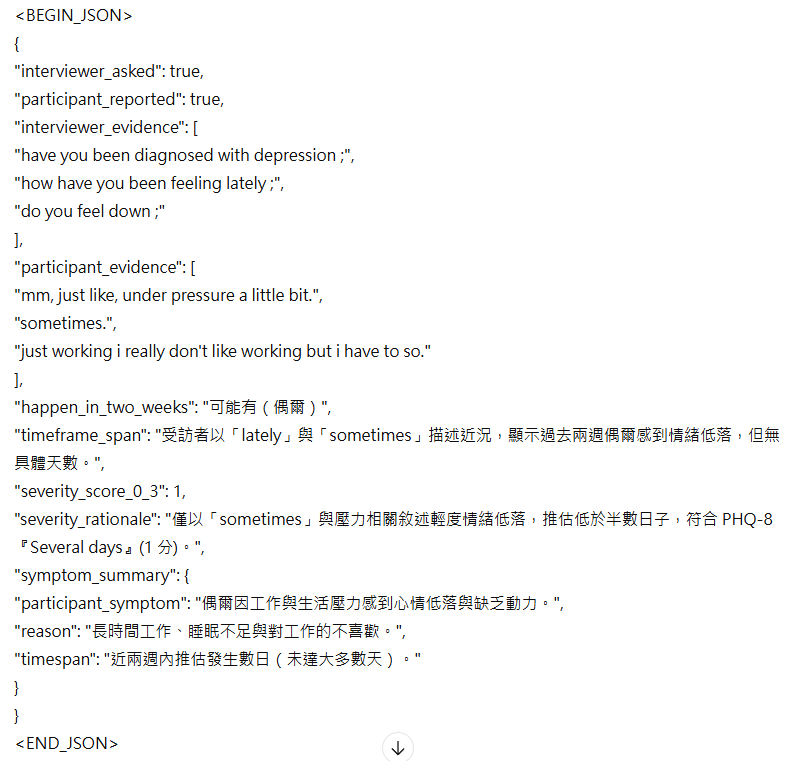 <BEGIN_JSON>
{
"interviewer_asked": true,
"participant_reported": true,
"interviewer_evidence": [
"have you been diagnosed with depression ;",
"how have you been feeling lately ;",
"do you feel down ;"
],
"participant_evidence": [
"mm, just like, under pressure a little bit.",
"sometimes.",
"just working i really don't like working but i have to so."
],
"happen_in_two_weeks": "可能有（偶爾）",
"timeframe_span": "受訪者以「lately」與「sometimes」描述近況，顯示過去兩週偶爾感到情緒低落，但無
具體天數。",
"severity_score_0_3": 1,
"severity_rationale": "僅以「sometimes」與壓力相關敘述輕度情緒低落，推估低於半數日子，符合 PHQ-8
『Several days』(1 分)。",
"symptom_summary": {
"participant_symptom": "偶爾因工作與生活壓力感到心情低落與缺乏動力。",
"reason": "長時間工作、睡眠不足與對工作的不喜歡。",
"timespan": "近兩週內推估發生數日（未達大多數天）。"
}
}
<END_JSON>